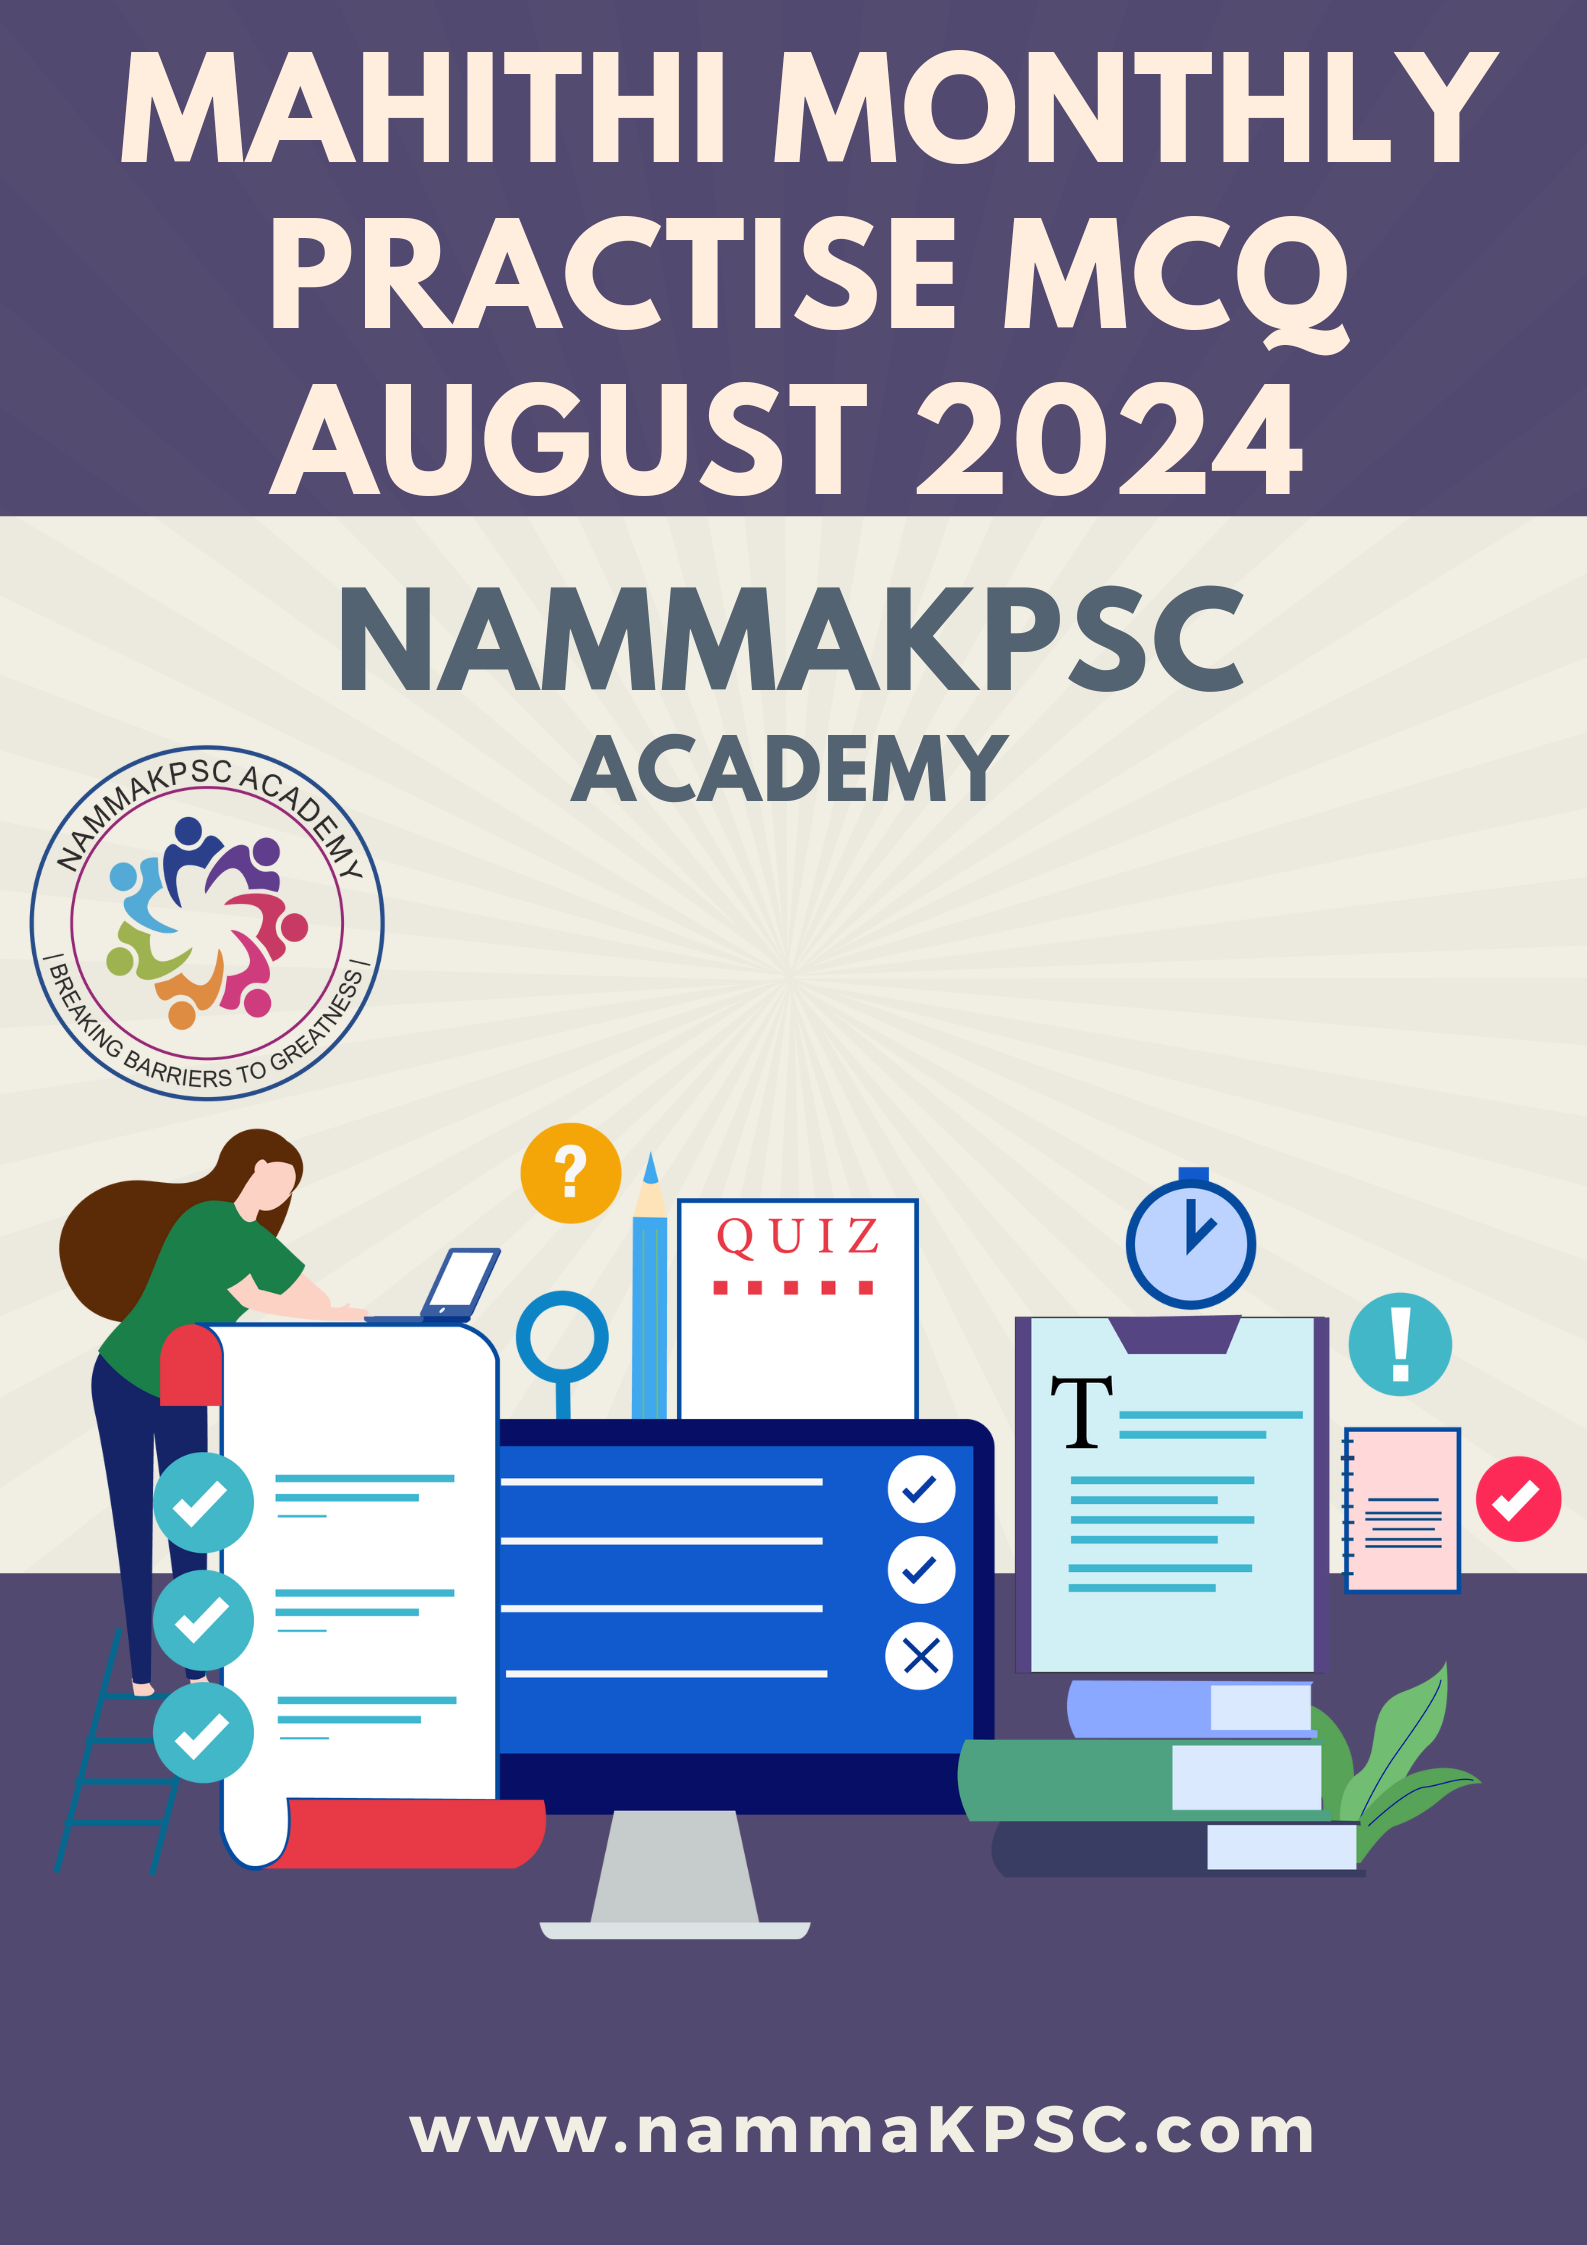 MAHITHI MONTHLY
PRACTISE MCQ
AUGUST 2024
NAMMAKPSC
ACADEMY
NAMMAKPSC ACADEMY
| BREAKING BARRIERS TO GREATNESS |
?
QUIZ
!
T
www.nammaKPSC.com